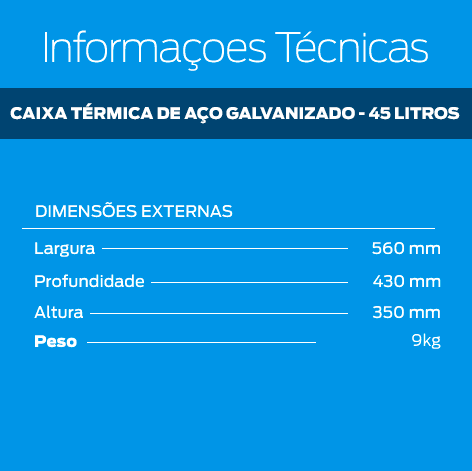 Informaçoes Técnicas
CAIXA TÉRMICA DE AÇO GALVANIZADO - 45 LITROS
DIMENSÕES EXTERNAS
Largura 560 mm
Profundidade 430 mm
Altura 350 mm
Peso 9kg